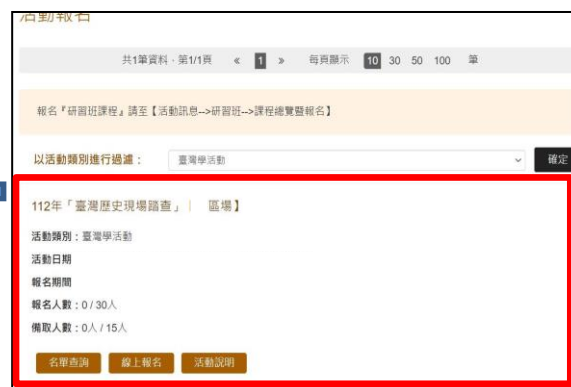 活動報名
共1筆資料，第1/1頁 « 1 » 每頁顯示 10 30 50 100 筆
報名『研習班課程』請至【活動訊息-->研習班-->課程總覽暨報名】
以活動類別進行過濾： 臺灣學活動 確定
112年「臺灣歷史現場踏查」｜ 區場】
活動類別：臺灣學活動
活動日期
報名期間
報名人數：0 / 30人
備取人數：0人 / 15人
名單查詢 線上報名 活動說明